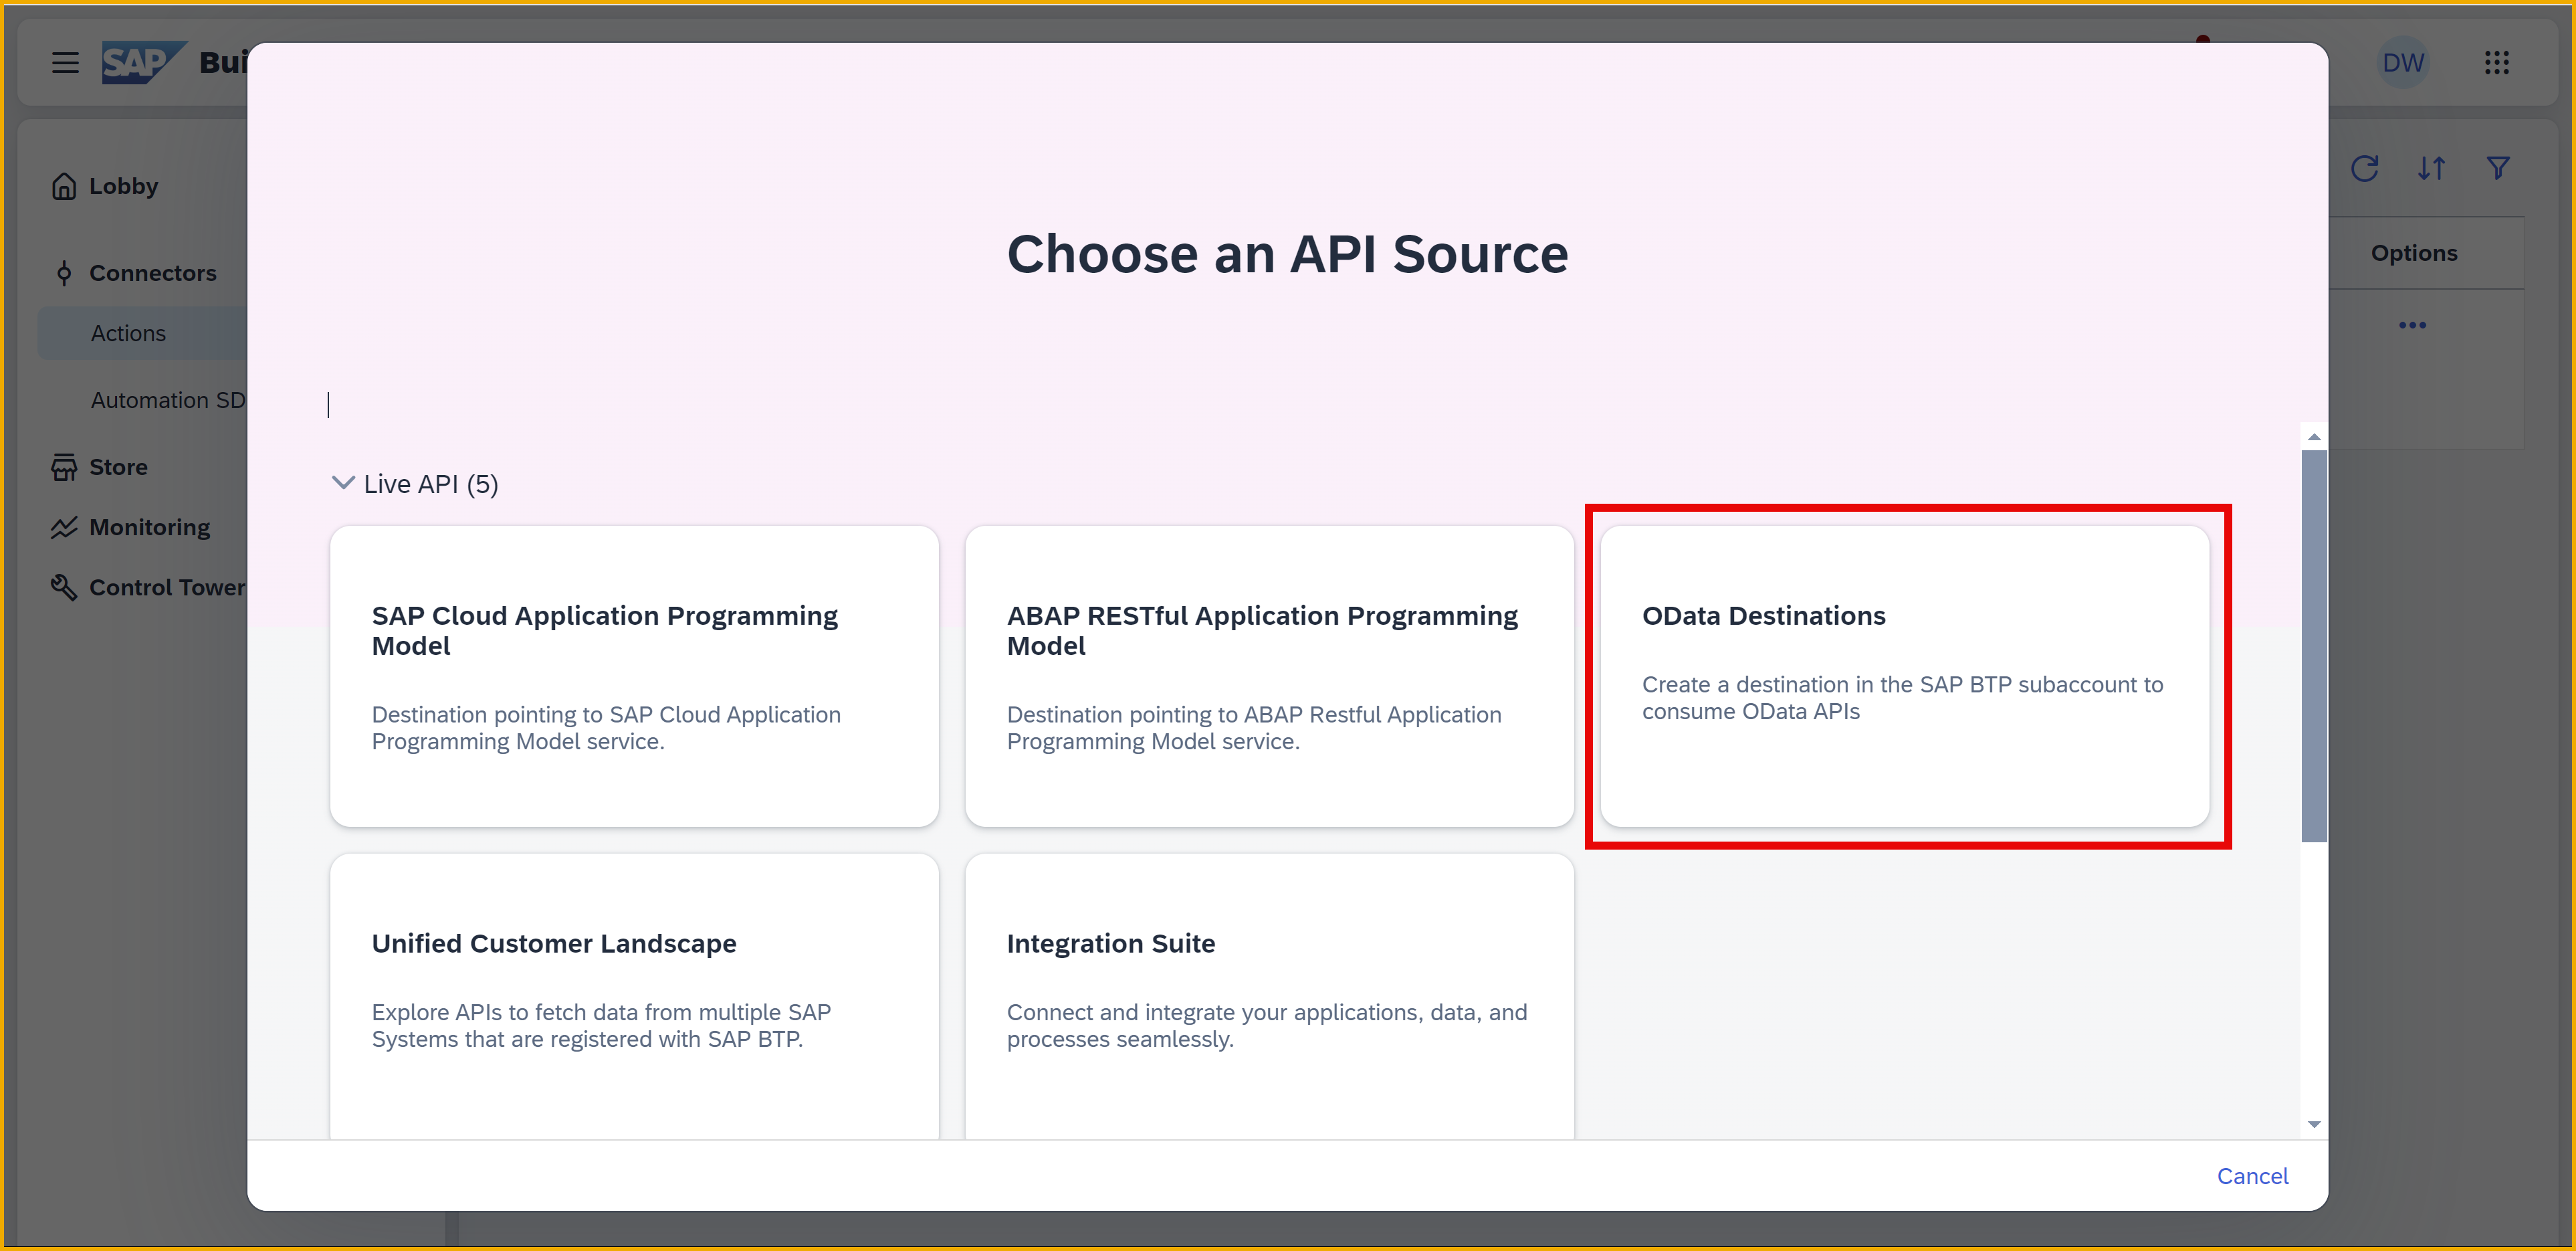 SAP Bui
DW
Lobby
Connectors
Actions
Automation SD
Store
Monitoring
Control Tower
Options
Choose an API Source
Live API (5)
SAP Cloud Application Programming
Model
Destination pointing to SAP Cloud Application
Programming Model service.
ABAP RESTful Application Programming
Model
Destination pointing to ABAP Restful Application
Programming Model service.
OData Destinations
Create a destination in the SAP BTP subaccount to
consume OData APIs
Unified Customer Landscape
Explore APIs to fetch data from multiple SAP
Systems that are registered with SAP BTP.
Integration Suite
Connect and integrate your applications, data, and
processes seamlessly.
Cancel